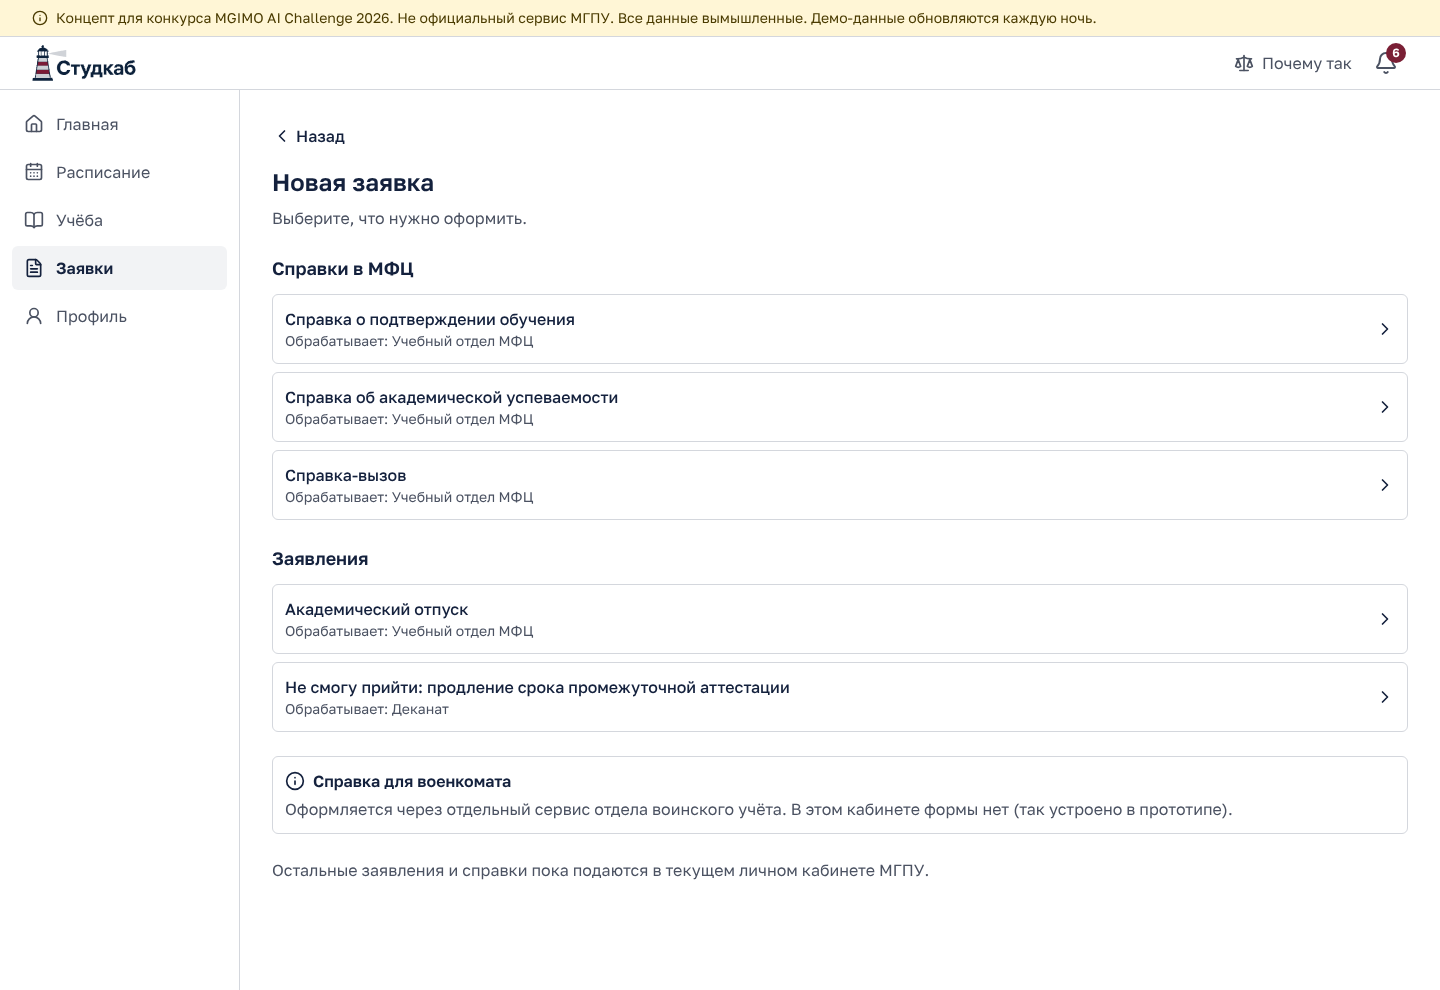 Концепт для конкурса MGIMO AI Challenge 2026. Не официальный сервис МГПУ. Все данные вымышленные. Демо-данные обновляются каждую ночь.
Студкаб
Почему так
6
Главная
Расписание
Учёба
Заявки
Профиль
Назад
Новая заявка
Выберите, что нужно оформить.
Справки в МФЦ
Справка о подтверждении обучения
Обрабатывает: Учебный отдел МФЦ
Справка об академической успеваемости
Обрабатывает: Учебный отдел МФЦ
Справка-вызов
Обрабатывает: Учебный отдел МФЦ
Заявления
Академический отпуск
Обрабатывает: Учебный отдел МФЦ
Не смогу прийти: продление срока промежуточной аттестации
Обрабатывает: Деканат
Справка для военкомата
Оформляется через отдельный сервис отдела воинского учёта. В этом кабинете формы нет (так устроено в прототипе).
Остальные заявления и справки пока подаются в текущем личном кабинете МГПУ.